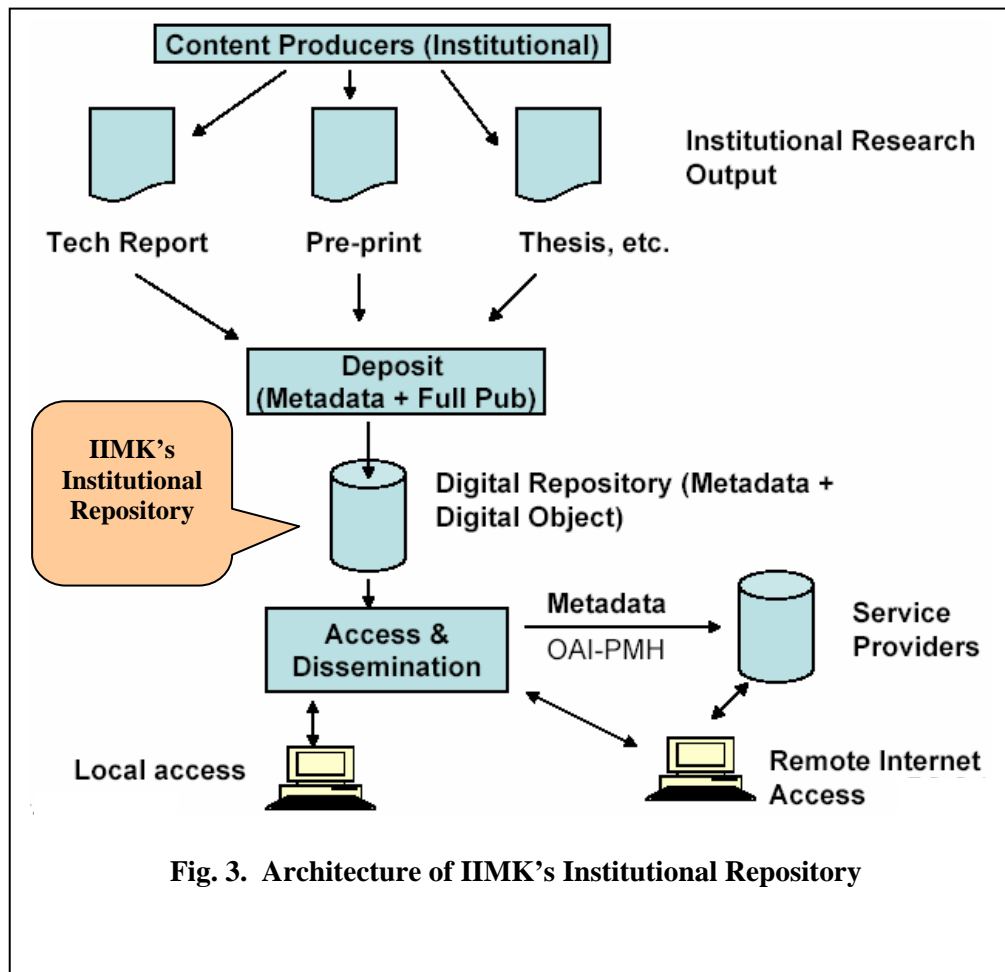 Content Producers (Institutional)
Institutional Research
Output
Tech Report
Pre-print
Thesis, etc.
Deposit
(Metadata + Full Pub)
IIMK’s
Institutional
Repository
Digital Repository (Metadata +
Digital Object)
Access &
Dissemination
Metadata
OAI-PMH
Service
Providers
Local access
Remote Internet
Access
Fig. 3. Architecture of IIMK’s Institutional Repository